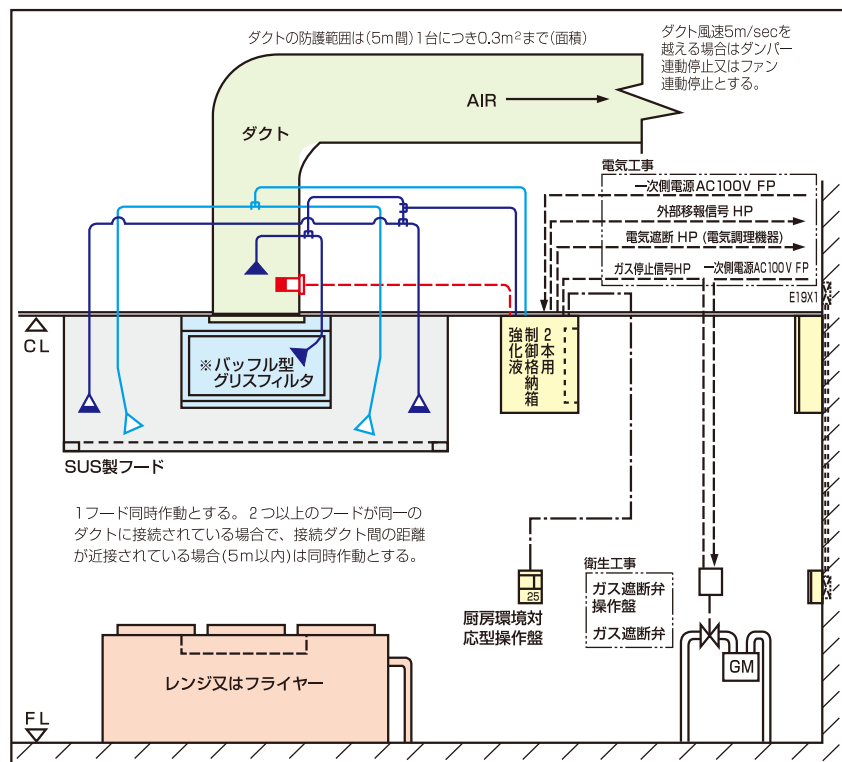 ダクトの防護範囲は(5m間)1台につき0.3m²まで(面積)
ダクト風速5m/secを
越える場合はダンパー
連動停止又はファン
連動停止とする。
AIR
ダクト
電気工事
一次側電源AC100V FP
外部移報信号 HP
電気遮断 HP (電気調理機器)
ガス停止信号HP
一次側電源AC100V FP
E19X1
CL
※バッフル型
グリスフィルタ
2本用
制御格納箱
強化液
SUS製フード
1フード同時作動とする。2つ以上のフードが同一の
ダクトに接続されている場合で、接続ダクト間の距離
が近接されている場合(5m以内)は同時作動とする。
25
厨房環境対
応型操作盤
衛生工事
ガス遮断弁
操作盤
ガス遮断弁
GM
レンジ又はフライヤー
FL